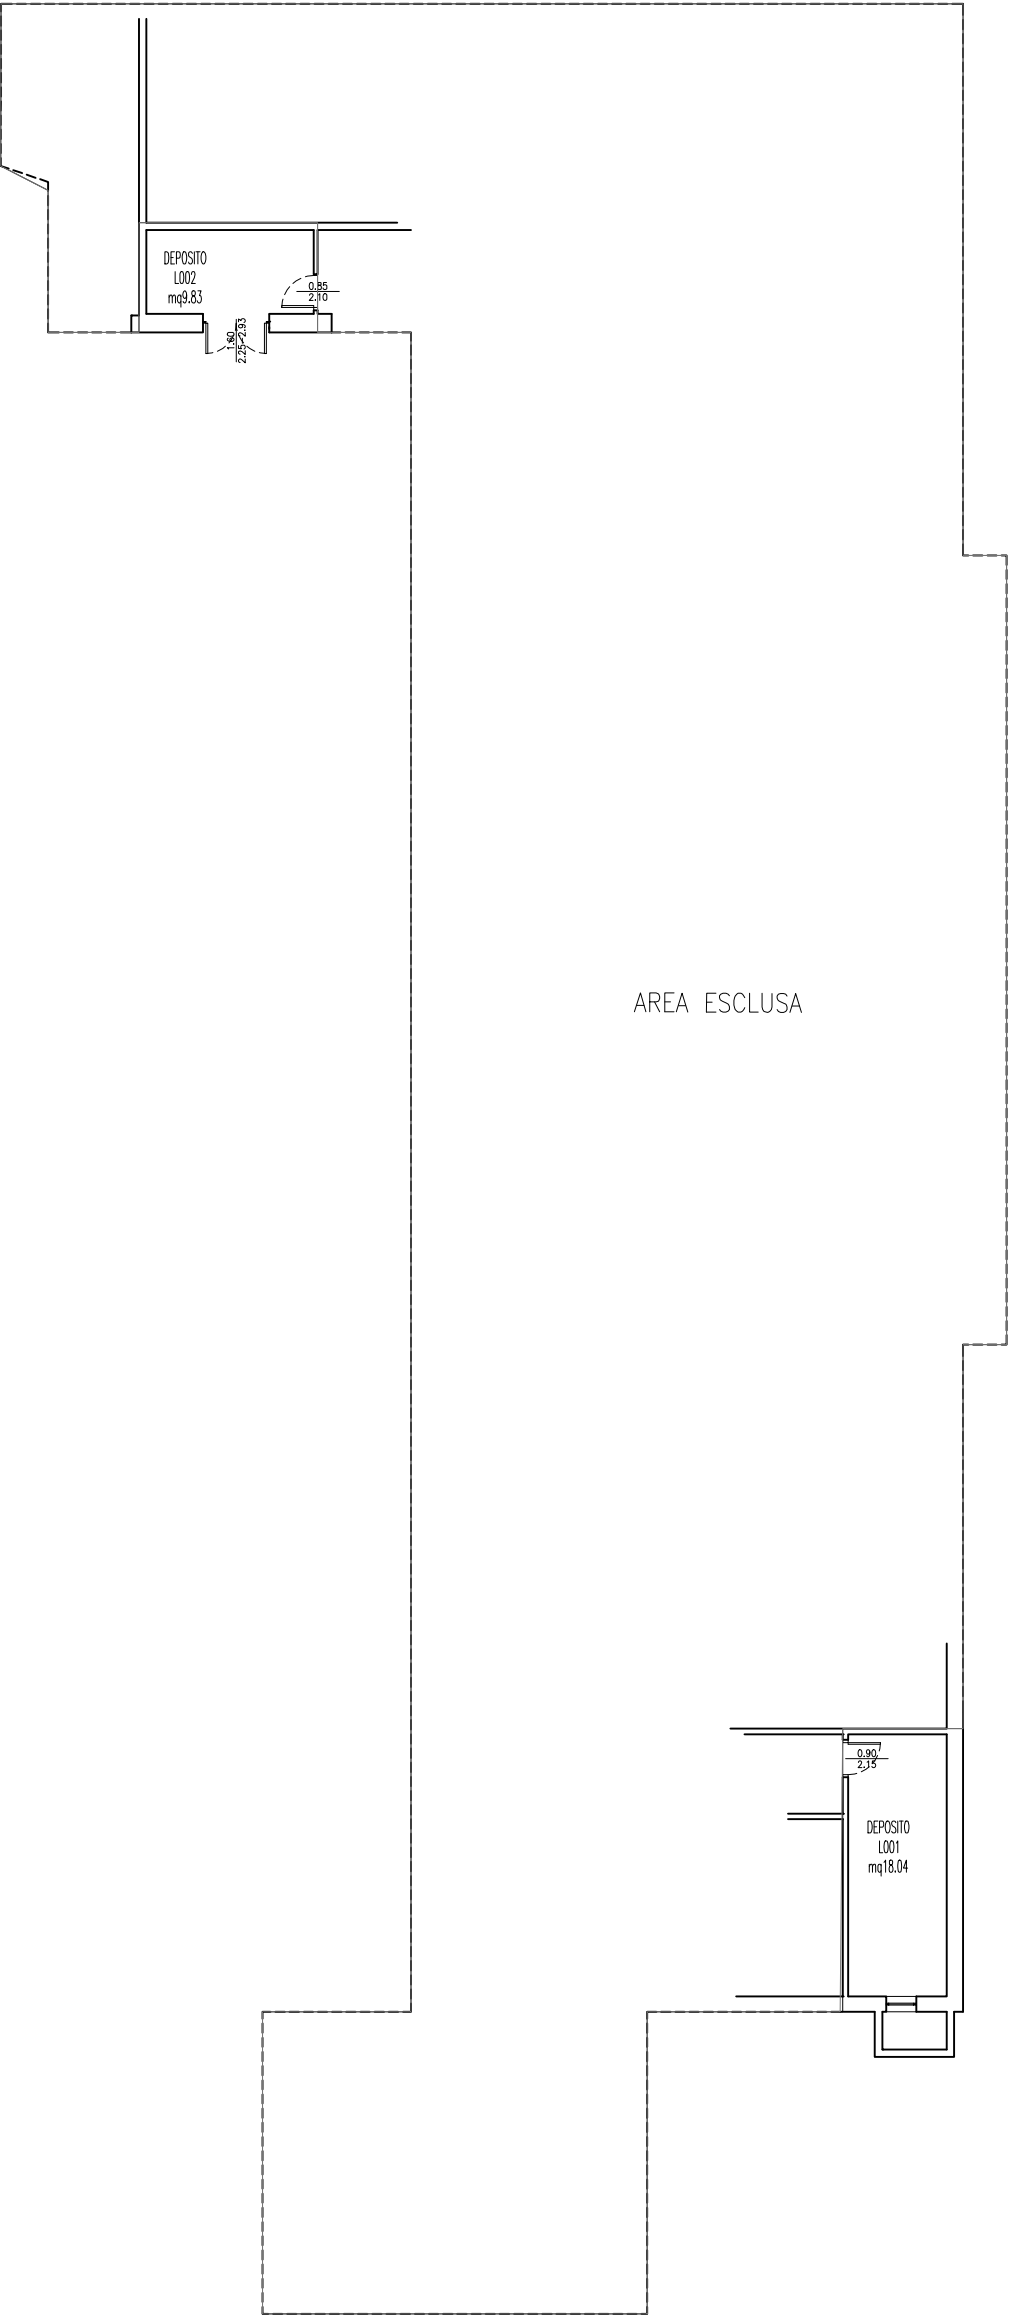 DEPOSITO
L002
mq9.83
0.85
2.10
1.60
2.25-2.93
AREA ESCLUSA
0.90
2.15
DEPOSITO
L001
mq18.04